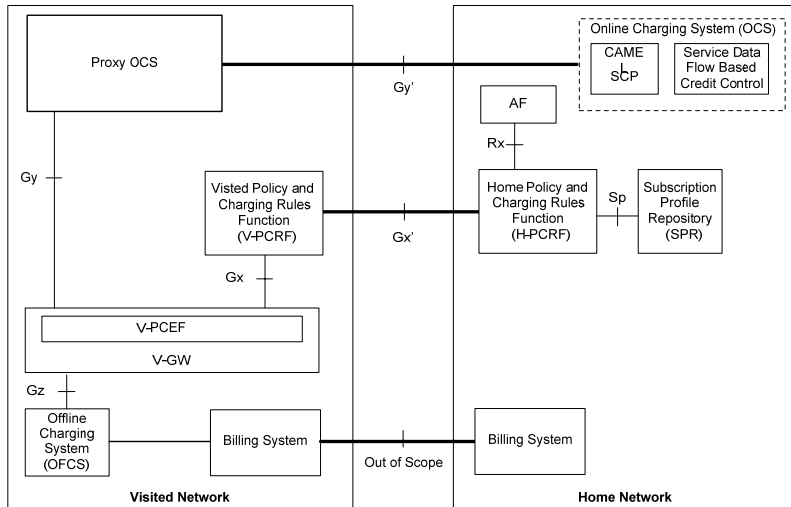 Proxy OCS
Gy’
Online Charging System (OCS)
CAME
L
SCP
Service Data
Flow Based
Credit Control
AF
Rx
Gy
Visted Policy and
Charging Rules
Function
(V-PCRF)
Gx’
Home Policy and
Charging Rules
Function
(H-PCRF)
Sp
Subscription
Profile
Repository
(SPR)
Gx
V-PCEF
V-GW
Gz
Offline
Charging
System
(OFCS)
Billing System
Out of Scope
Billing System
Visited Network
Home Network